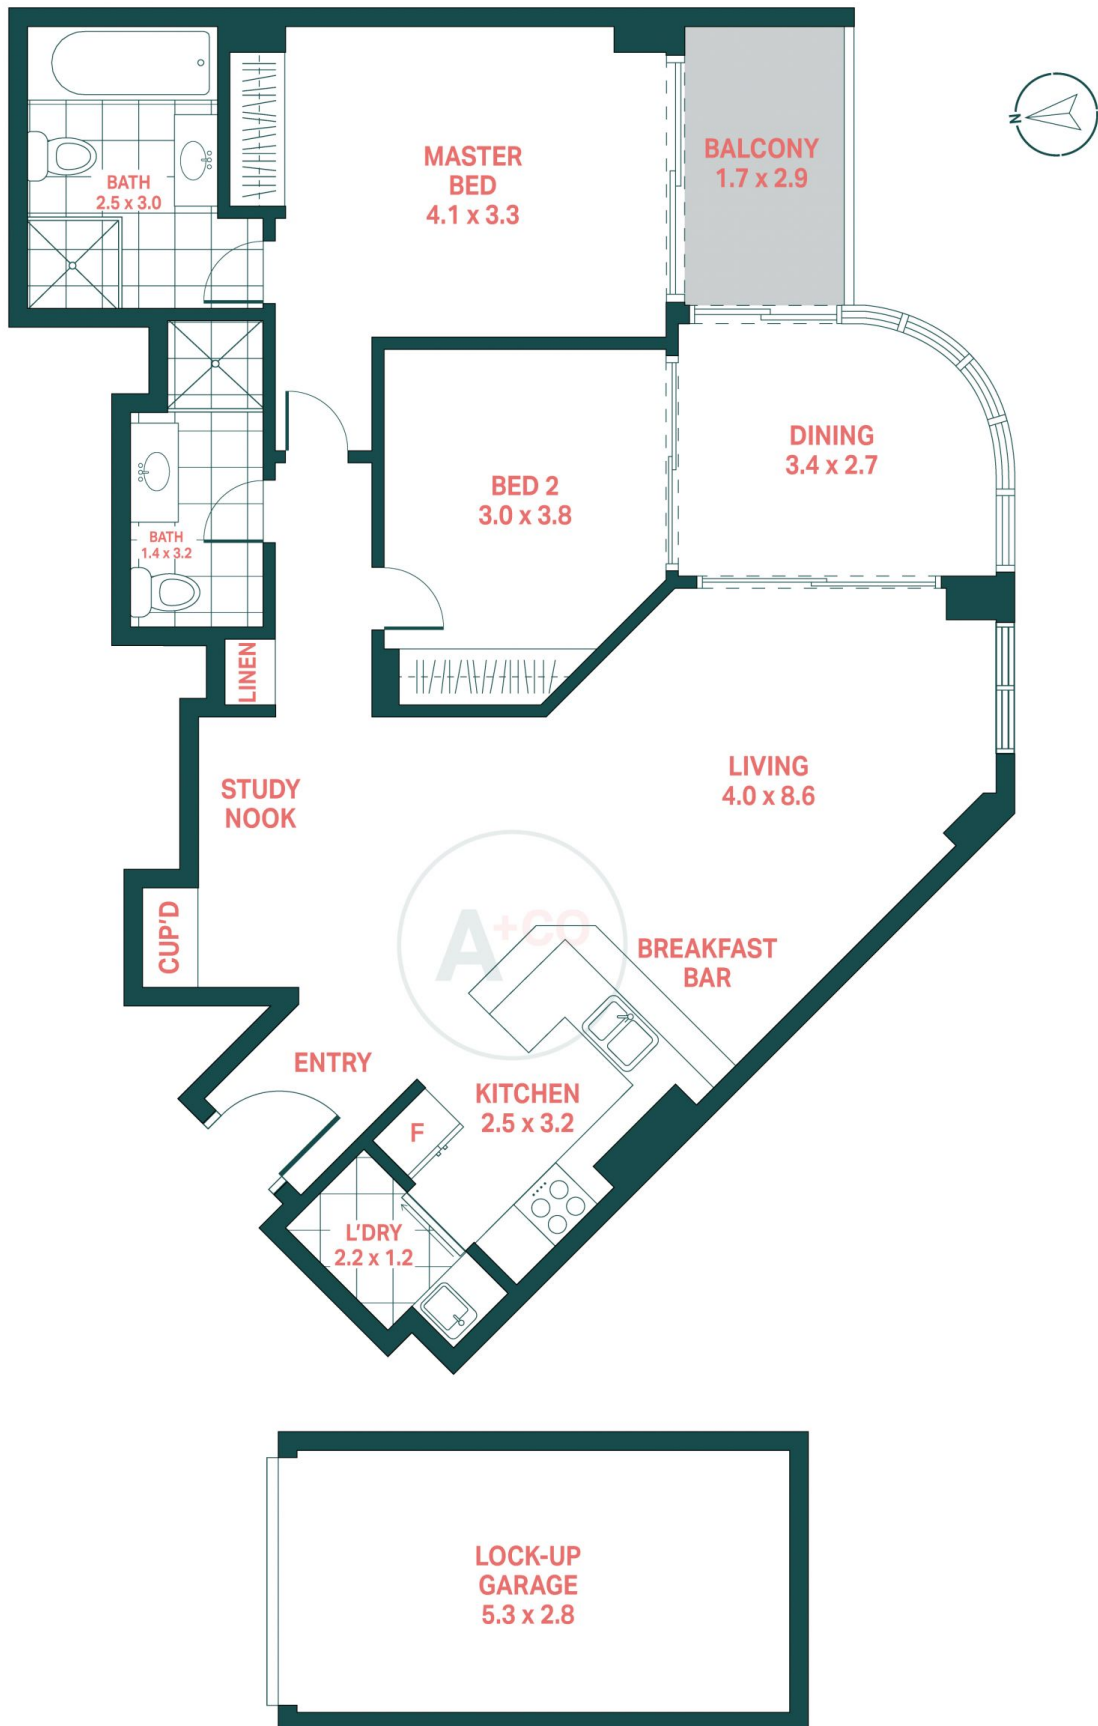 N
MASTER
BED
4.1 x 3.3
BALCONY
1.7 x 2.9
BATH
2.5 x 3.0
DINING
3.4 x 2.7
BED 2
3.0 x 3.8
BATH
1.4 x 3.2
LINEN
STUDY
NOOK
LIVING
4.0 x 8.6
CUP'D
A+CO
BREAKFAST
BAR
ENTRY
KITCHEN
2.5 x 3.2
F
L'DRY
2.2 x 1.2
LOCK-UP
GARAGE
5.3 x 2.8